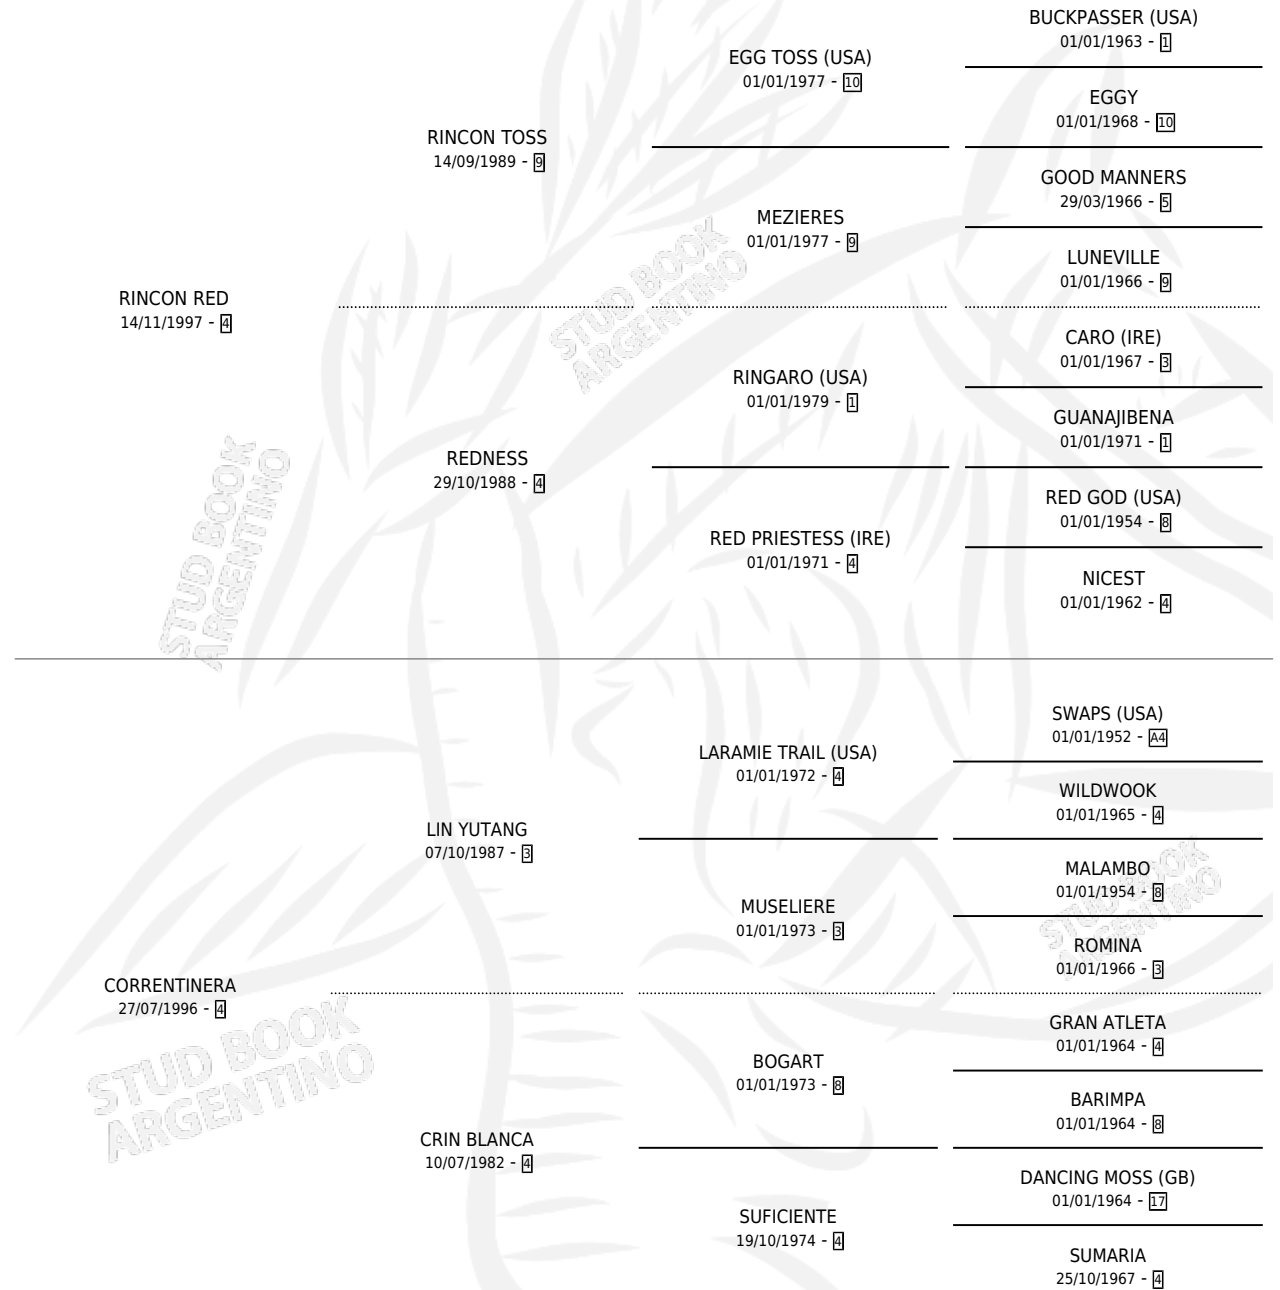 BUCKPASSER (USA)
01/01/1963 - 1
EGG TOSS (USA)
01/01/1977 - 10
EGGY
01/01/1968 - 10
RINCON TOSS
14/09/1989 - 9
GOOD MANNERS
29/03/1966 - 5
MEZIERES
01/01/1977 - 9
LUNEVILLE
01/01/1966 - 9
RINCON RED
14/11/1997 - 4
CARO (IRE)
01/01/1967 - 3
RINGARO (USA)
01/01/1979 - 1
GUANAJIBENA
01/01/1971 - 1
REDNESS
29/10/1988 - 4
RED GOD (USA)
01/01/1954 - 8
RED PRIESTESS (IRE)
01/01/1971 - 4
NICEST
01/01/1962 - 4
SWAPS (USA)
01/01/1952 - A4
LARAMIE TRAIL (USA)
01/01/1972 - 4
WILDWOOK
01/01/1965 - 4
LIN YUTANG
07/10/1987 - 3
MALAMBO
01/01/1954 - 8
MUSELIERE
01/01/1973 - 3
ROMINA
01/01/1966 - 3
CORRENTINERA
27/07/1996 - 4
GRAN ATLETA
01/01/1964 - 4
BOGART
01/01/1973 - 8
BARIMPA
01/01/1964 - 8
CRIN BLANCA
10/07/1982 - 4
DANCING MOSS (GB)
01/01/1964 - 17
SUFICIENTE
19/10/1974 - 4
SUMARIA
25/10/1967 - 4
STUD BOOK
ARGENTINO
STUD BOOK
ARGENTINO
STUD BOOK
ARGENTINO
STUD BOOK
ARGENTINO